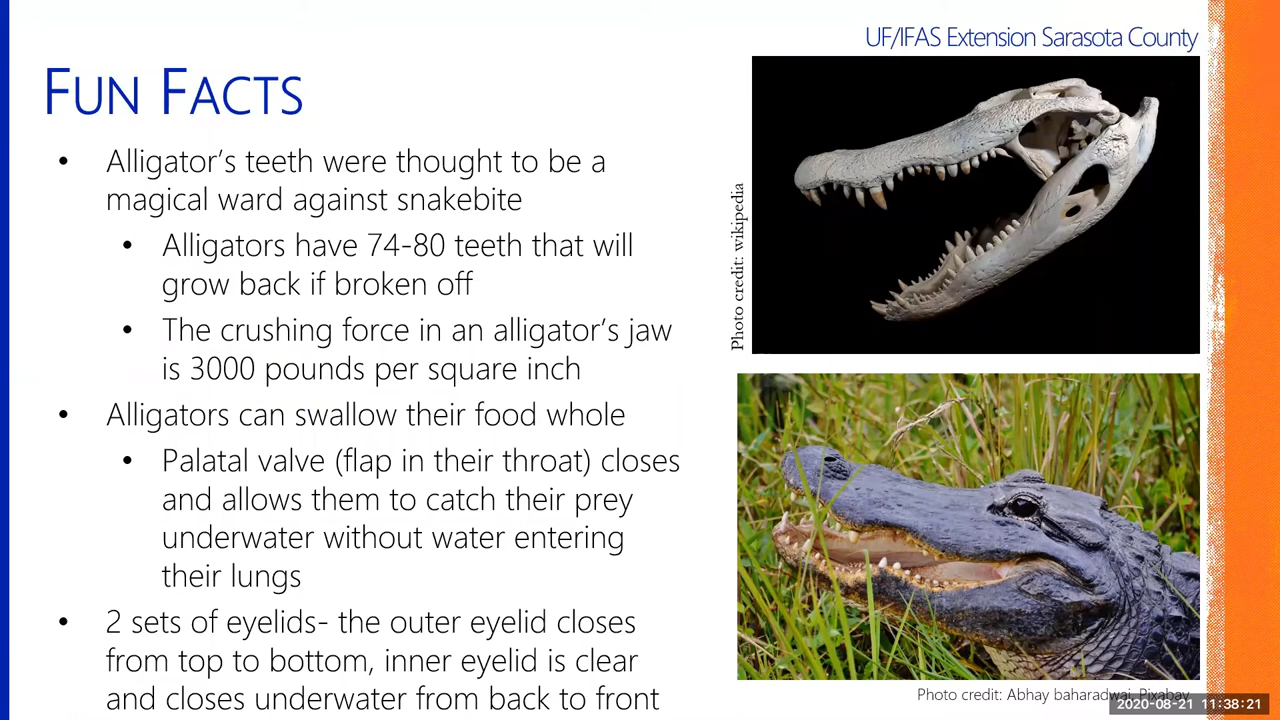 UF/IFAS Extension Sarasota County
FUN FACTS
• Alligator's teeth were thought to be a
magical ward against snakebite
• Alligators have 74-80 teeth that will
grow back if broken off
• The crushing force in an alligator's jaw
is 3000 pounds per square inch
• Alligators can swallow their food whole
• Palatal valve (flap in their throat) closes
and allows them to catch their prey
underwater without water entering
their lungs
• 2 sets of eyelids- the outer eyelid closes
from top to bottom, inner eyelid is clear
and closes underwater from back to front
Photo credit: wikipedia
Photo credit: Abhay baharadwaj, Pixabay
2020-08-21 11:38:21